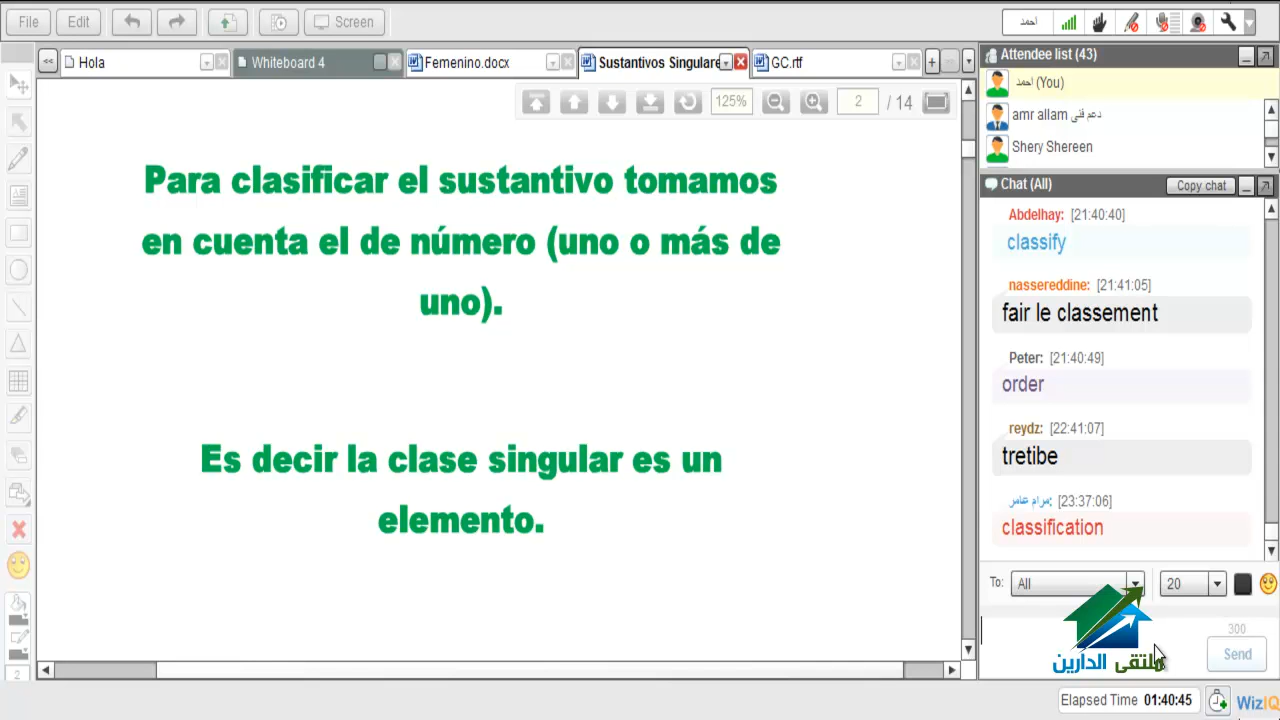 File Edit Screen احمد
<< Hola Whiteboard 4 Femenino.docx Sustantivos Singulare GC.rtf
125% 2 / 14
Para clasificar el sustantivo tomamos
en cuenta el de número (uno o más de
uno).
Es decir la clase singular es un
elemento.
2
Attendee list (43)
احمد (You)
amr allam دعم فنى
Shery Shereen
Chat (All) Copy chat
Abdelhay: [21:40:40]
classify
nassereddine: [21:41:05]
fair le classement
Peter: [21:40:49]
order
reydz: [22:41:07]
tretibe
مرام عامر: [23:37:06]
classification
To: All 20
300
Send
ملتقى الدارين
Elapsed Time 01:40:45
WizIQ